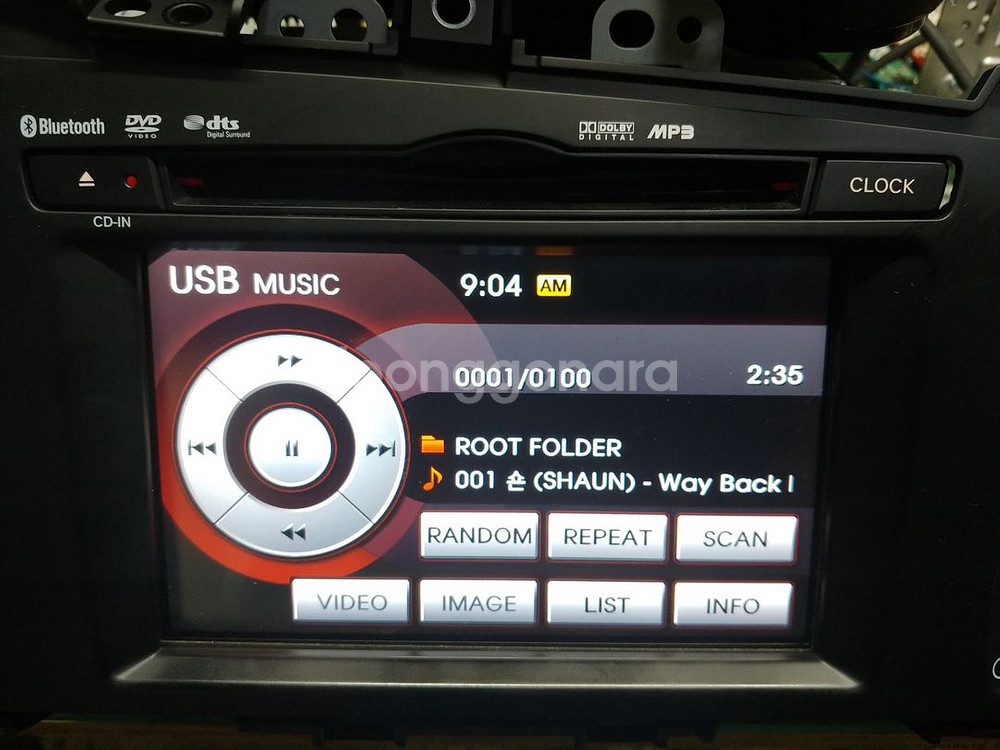 Bluetooth DVD VIDEO dts Digital Surround DOLBY DIGITAL MP3
CLOCK
CD-IN
USB MUSIC 9:04 AM
0001/0100 2:35
joonggonara
ROOT FOLDER
001 숀 (SHAUN) - Way Back
RANDOM REPEAT SCAN
VIDEO IMAGE LIST INFO